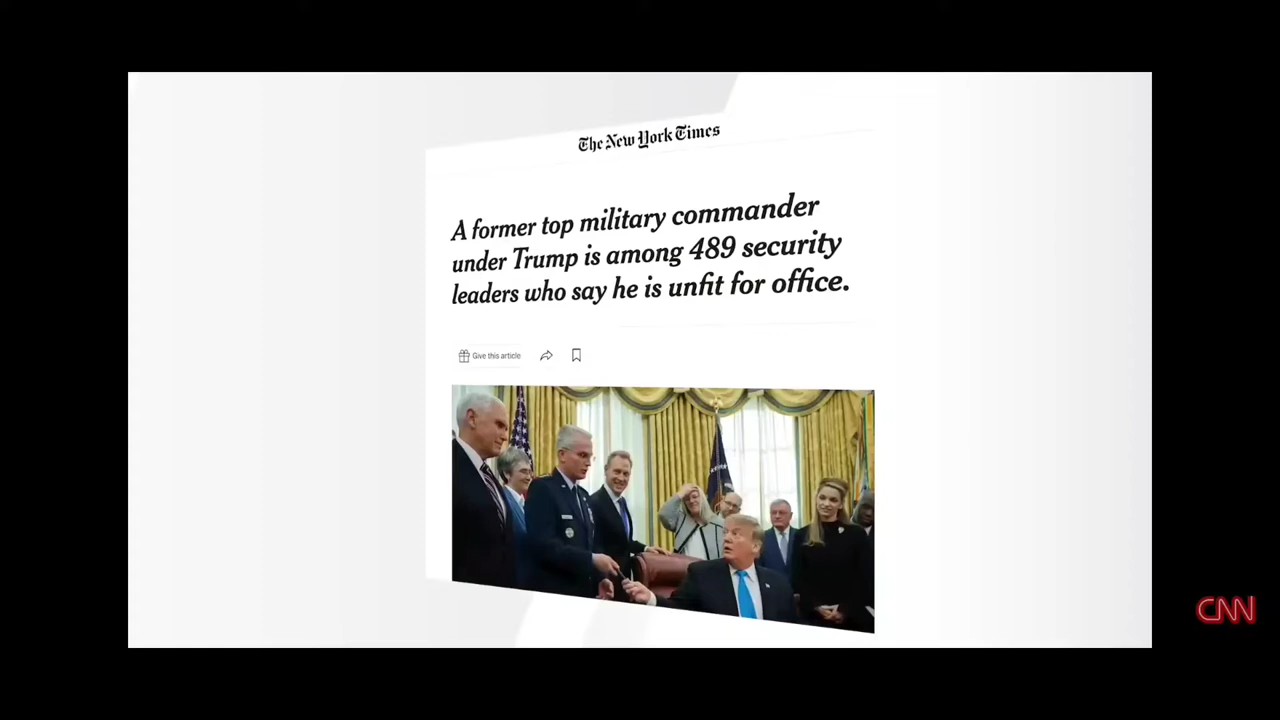 The New York Times
A former top military commander
under Trump is among 489 security
leaders who say he is unfit for office.
Give this article
CNN